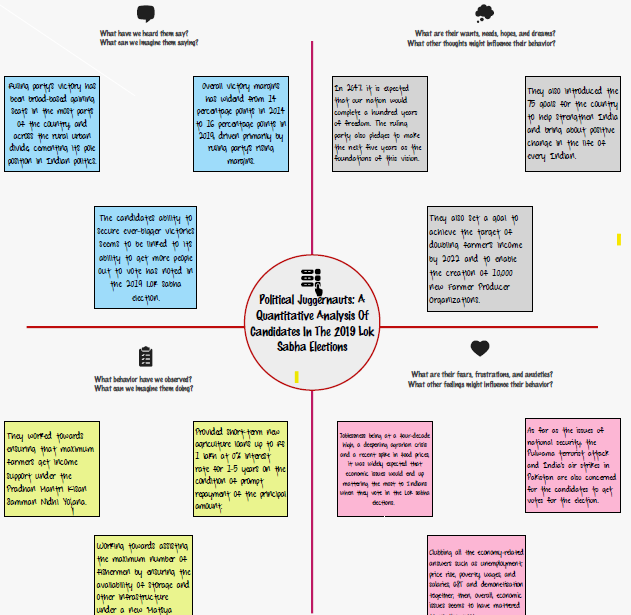 What have we heard them say?
What can we imagine them saying?
Ruling party's victory has
been broad-based gaining
seats in the most parts
of the country, and
across the rural urban
divide, cementing its pole
position in Indian politics.
Overall victory margins
has widend from 14
percentage points in 2014
to 16 percentage points in
2019, driven primarily by
ruling party's rising
margins.
The candidates ability to
secure ever-bigger victories
seems to be linked to its
ability to get more people
out to vote has noted in
the 2019 Lok Sabha
election.
What are their wants, needs, hopes, and dreams?
What other thoughts might influence their behavior?
In 2047, it is expected
that our nation would
complete a hundred years
of freedom. The ruling
party also pledges to make
the next five years as the
foundations of this vision.
They also introduced the
75 goals for the country
to help strengthen India
and bring about positive
change in the life of
every Indian.
They also set a goal to
achieve the target of
doubling farmers income
by 2022 and to enable
the creation of 10,000
new Farmer Producer
Organizations.
Political Juggernauts: A
Quantitative Analysis Of
Candidates In The 2019 Lok
Sabha Elections
What behavior have we observed?
What can we imagine them doing?
They worked towards
ensuring that maximum
farmers get income
support under the
Pradhan Mantri Kisan
Samman Nidhi Yojana.
Provided short-term new
agriculture loans up to Rs
1 lakh at 0% interest
rate for 1-5 years on the
condition of prompt
repayment of the principal
amount.
Working towards assisting
the maximum number of
fishermen by ensuring the
availability of storage and
other infrastructure
under a new Matsya
What are their fears, frustrations, and anxieties?
What other feelings might influence their behavior?
Joblessness being at a four-decade
high, a deepening agrarian crisis
and a recent spike in food prices,
it was widely expected that
economic issues would end up
mattering the most to Indians
when they vote in the Lok Sabha
elections.
As far as the issues of
national security, the
Pulwama terrorist attack
and India's air strikes in
Pakistan are also concerned
for the candidates to get
votes for the election.
Clubbing all the economy-related
answers such as unemployment,
price rise, poverty, wages, and
salaries, GST and demonetisation
together, then, overall, economic
issues seem to have mattered